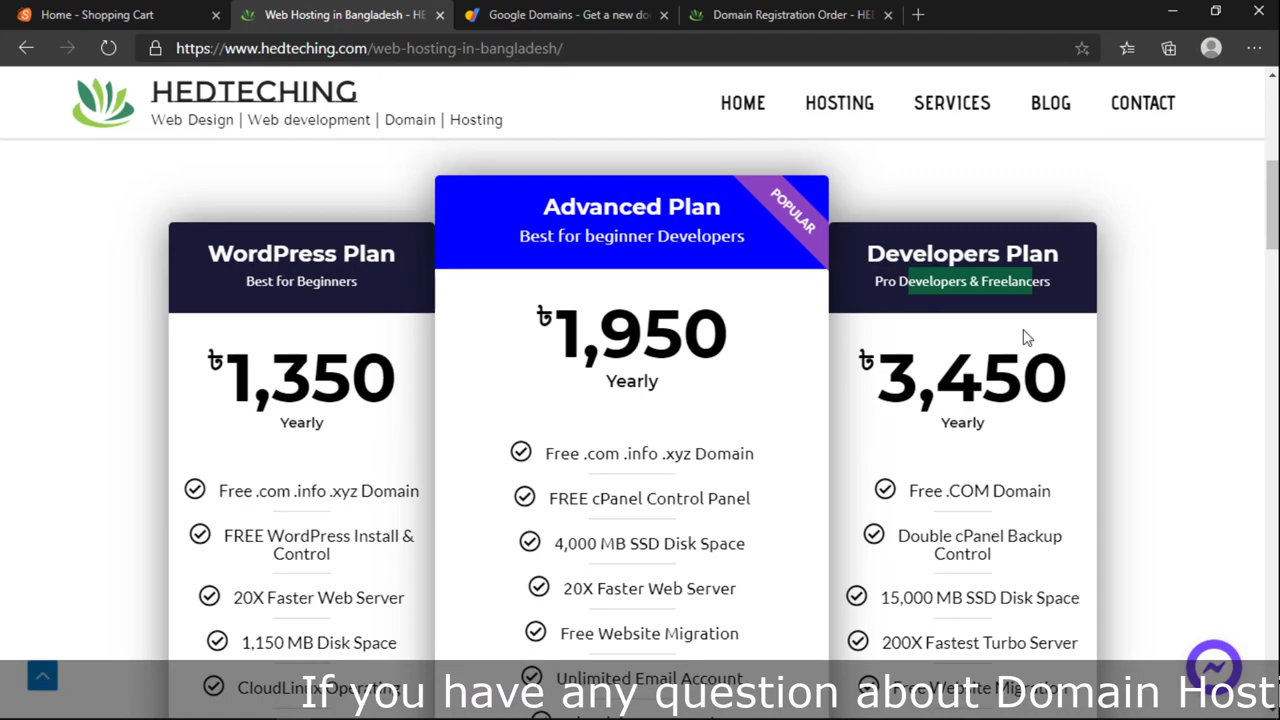 Home - Shopping Cart
Web Hosting in Bangladesh - HE
Google Domains - Get a new do
Domain Registration Order - HE
https://www.hedteching.com/web-hosting-in-bangladesh/
HEDTECHING
Web Design | Web development | Domain | Hosting
HOME HOSTING SERVICES BLOG CONTACT
WordPress Plan
Best for Beginners
৳1,350
Yearly
Free .com .info .xyz Domain
FREE WordPress Install &
Control
20X Faster Web Server
1,150 MB Disk Space
CloudLinux Operating
Advanced Plan
Best for beginner Developers
POPULAR
৳1,950
Yearly
Free .com .info .xyz Domain
FREE cPanel Control Panel
4,000 MB SSD Disk Space
20X Faster Web Server
Free Website Migration
Unlimited Email Account
Developers Plan
Pro Developers & Freelancers
৳3,450
Yearly
Free .COM Domain
Double cPanel Backup
Control
15,000 MB SSD Disk Space
200X Fastest Turbo Server
Free Website Migration
If you have any question about Domain Hosti